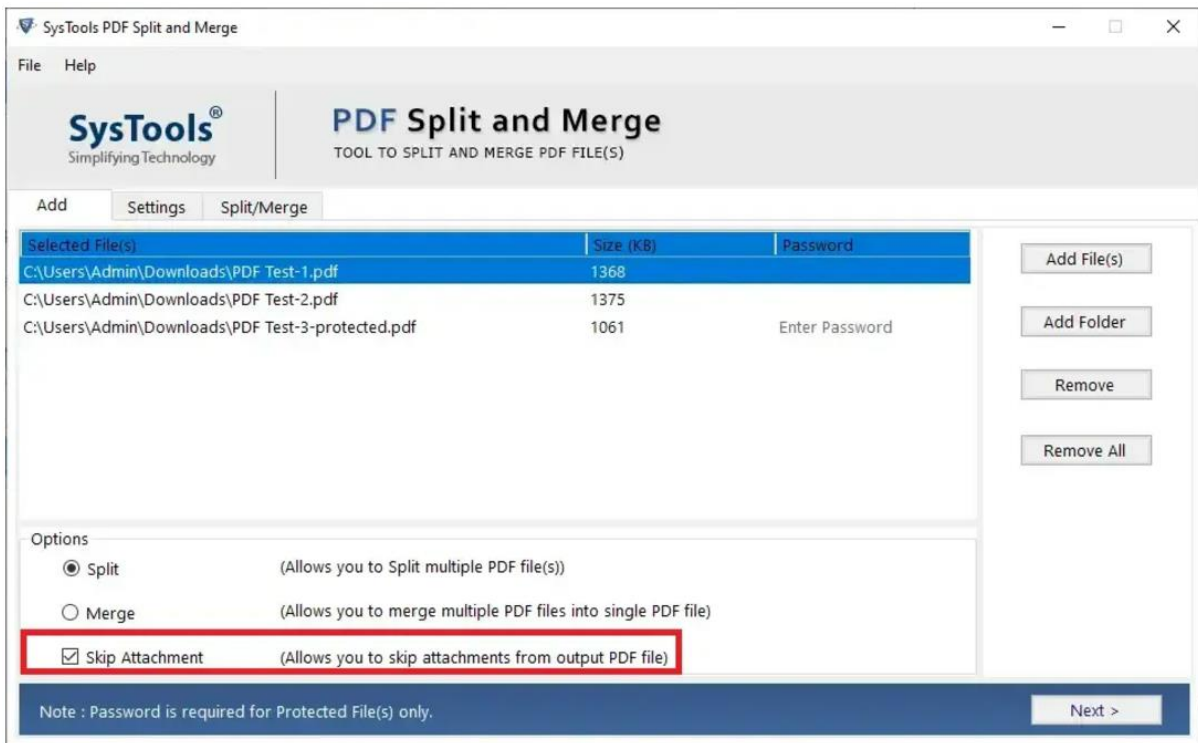 SysTools PDF Split and Merge
File Help
SysTools®
Simplifying Technology
PDF Split and Merge
TOOL TO SPLIT AND MERGE PDF FILE(S)
Add Settings Split/Merge
Selected File(s) Size (KB) Password
C:\Users\Admin\Downloads\PDF Test-1.pdf 1368
C:\Users\Admin\Downloads\PDF Test-2.pdf 1375
C:\Users\Admin\Downloads\PDF Test-3-protected.pdf 1061 Enter Password
Add File(s)
Add Folder
Remove
Remove All
Options
Split (Allows you to Split multiple PDF file(s))
Merge (Allows you to merge multiple PDF files into single PDF file)
Skip Attachment (Allows you to skip attachments from output PDF file)
Note : Password is required for Protected File(s) only.
Next >